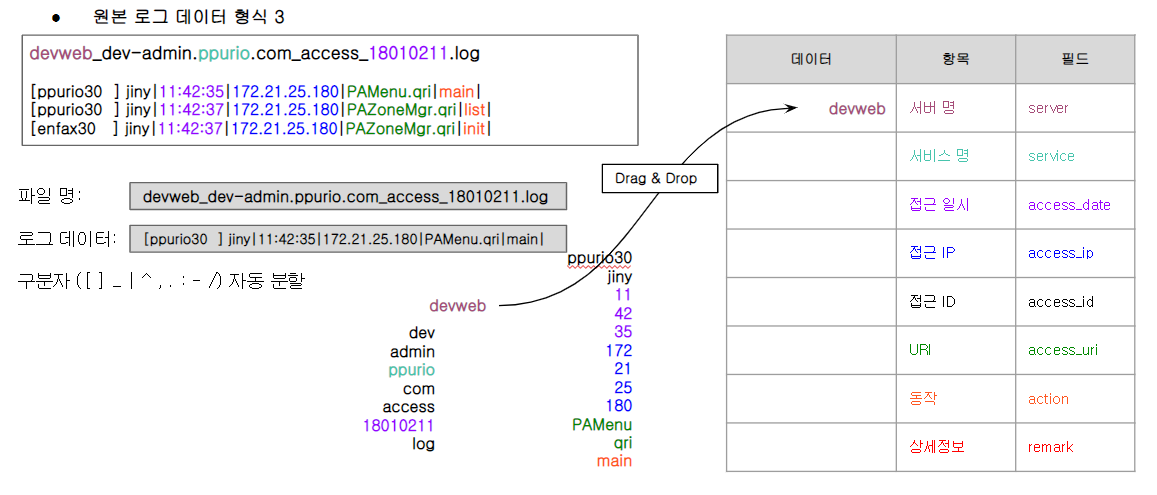 ● 원본 로그 데이터 형식 3
devweb_dev-admin.ppurio.com_access_18010211.log
[ppurio30 ] jiny|11:42:35|172.21.25.180|PAMenu.qri|main|
[ppurio30 ] jiny|11:42:37|172.21.25.180|PAZoneMgr.qri|list|
[enfax30 ] jiny|11:42:37|172.21.25.180|PAZoneMgr.qri|init|
파일 명: devweb_dev-admin.ppurio.com_access_18010211.log
로그 데이터: [ppurio30 ] jiny|11:42:35|172.21.25.180|PAMenu.qri|main|
구분자 ( [ ] _ | ^ , . : - /) 자동 분할
devweb
dev
admin
ppurio
com
access
18010211
log
ppurio30
jiny
11
42
35
172
21
25
180
PAMenu
qri
main
Drag & Drop
데이터 항목 필드
devweb 서버 명 server
서비스 명 service
접근 일시 access_date
접근 IP access_ip
접근 ID access_id
URI access_uri
동작 action
상세정보 remark